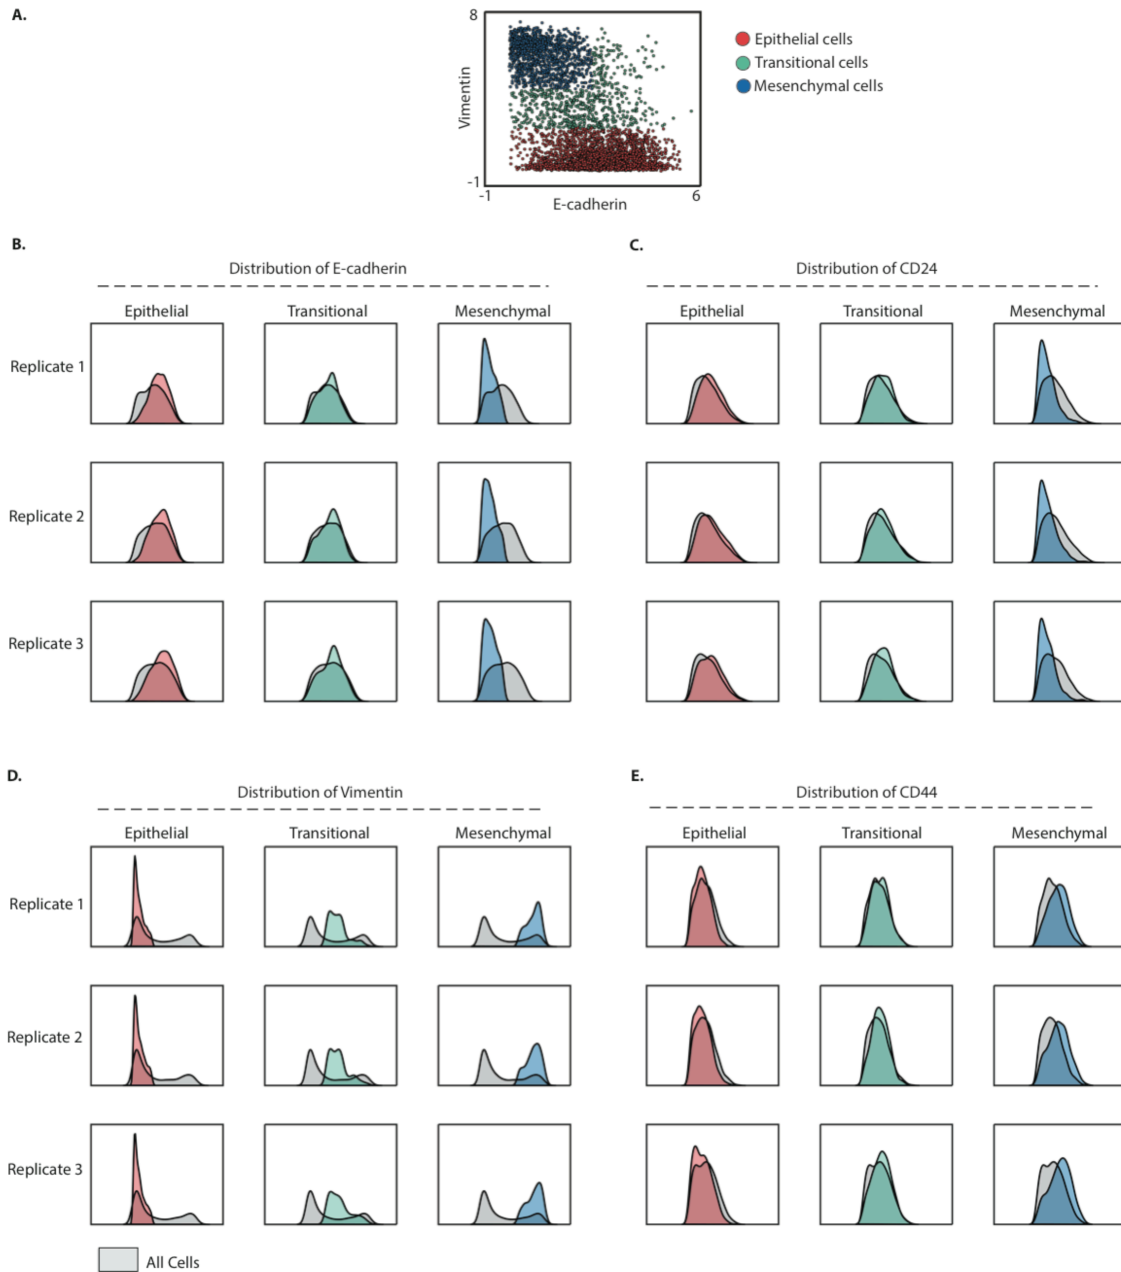 A.
8
Vimentin
-1
-1
6
E-cadherin
Epithelial cells
Transitional cells
Mesenchymal cells
B.
Distribution of E-cadherin
Epithelial
Transitional
Mesenchymal
Replicate 1
Replicate 2
Replicate 3
C.
Distribution of CD24
Epithelial
Transitional
Mesenchymal
D.
Distribution of Vimentin
Epithelial
Transitional
Mesenchymal
Replicate 1
Replicate 2
Replicate 3
All Cells
E.
Distribution of CD44
Epithelial
Transitional
Mesenchymal